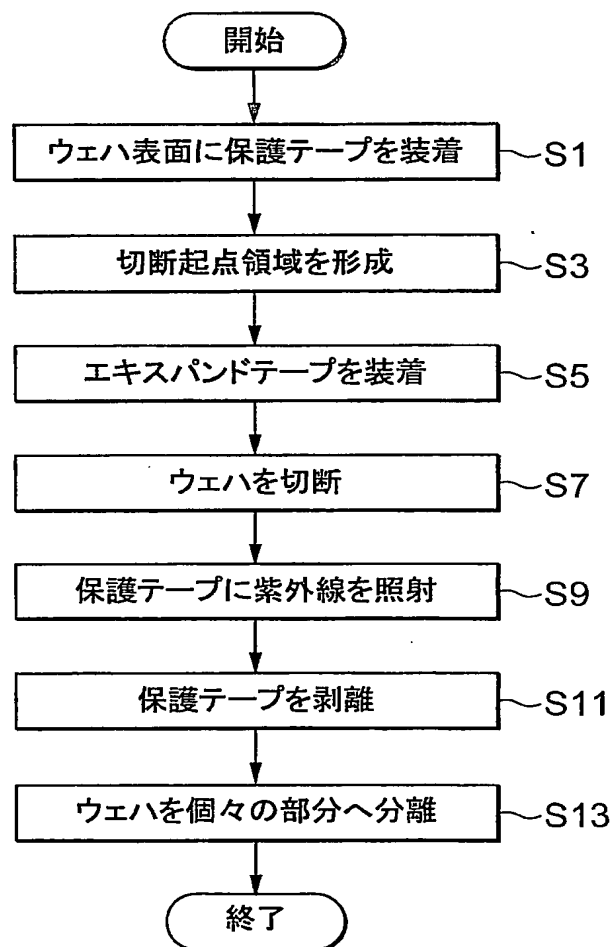 開始
ウェハ表面に保護テープを装着 S1
切断起点領域を形成 S3
エキスパンドテープを装着 S5
ウェハを切断 S7
保護テープに紫外線を照射 S9
保護テープを剥離 S11
ウェハを個々の部分へ分離 S13
終了